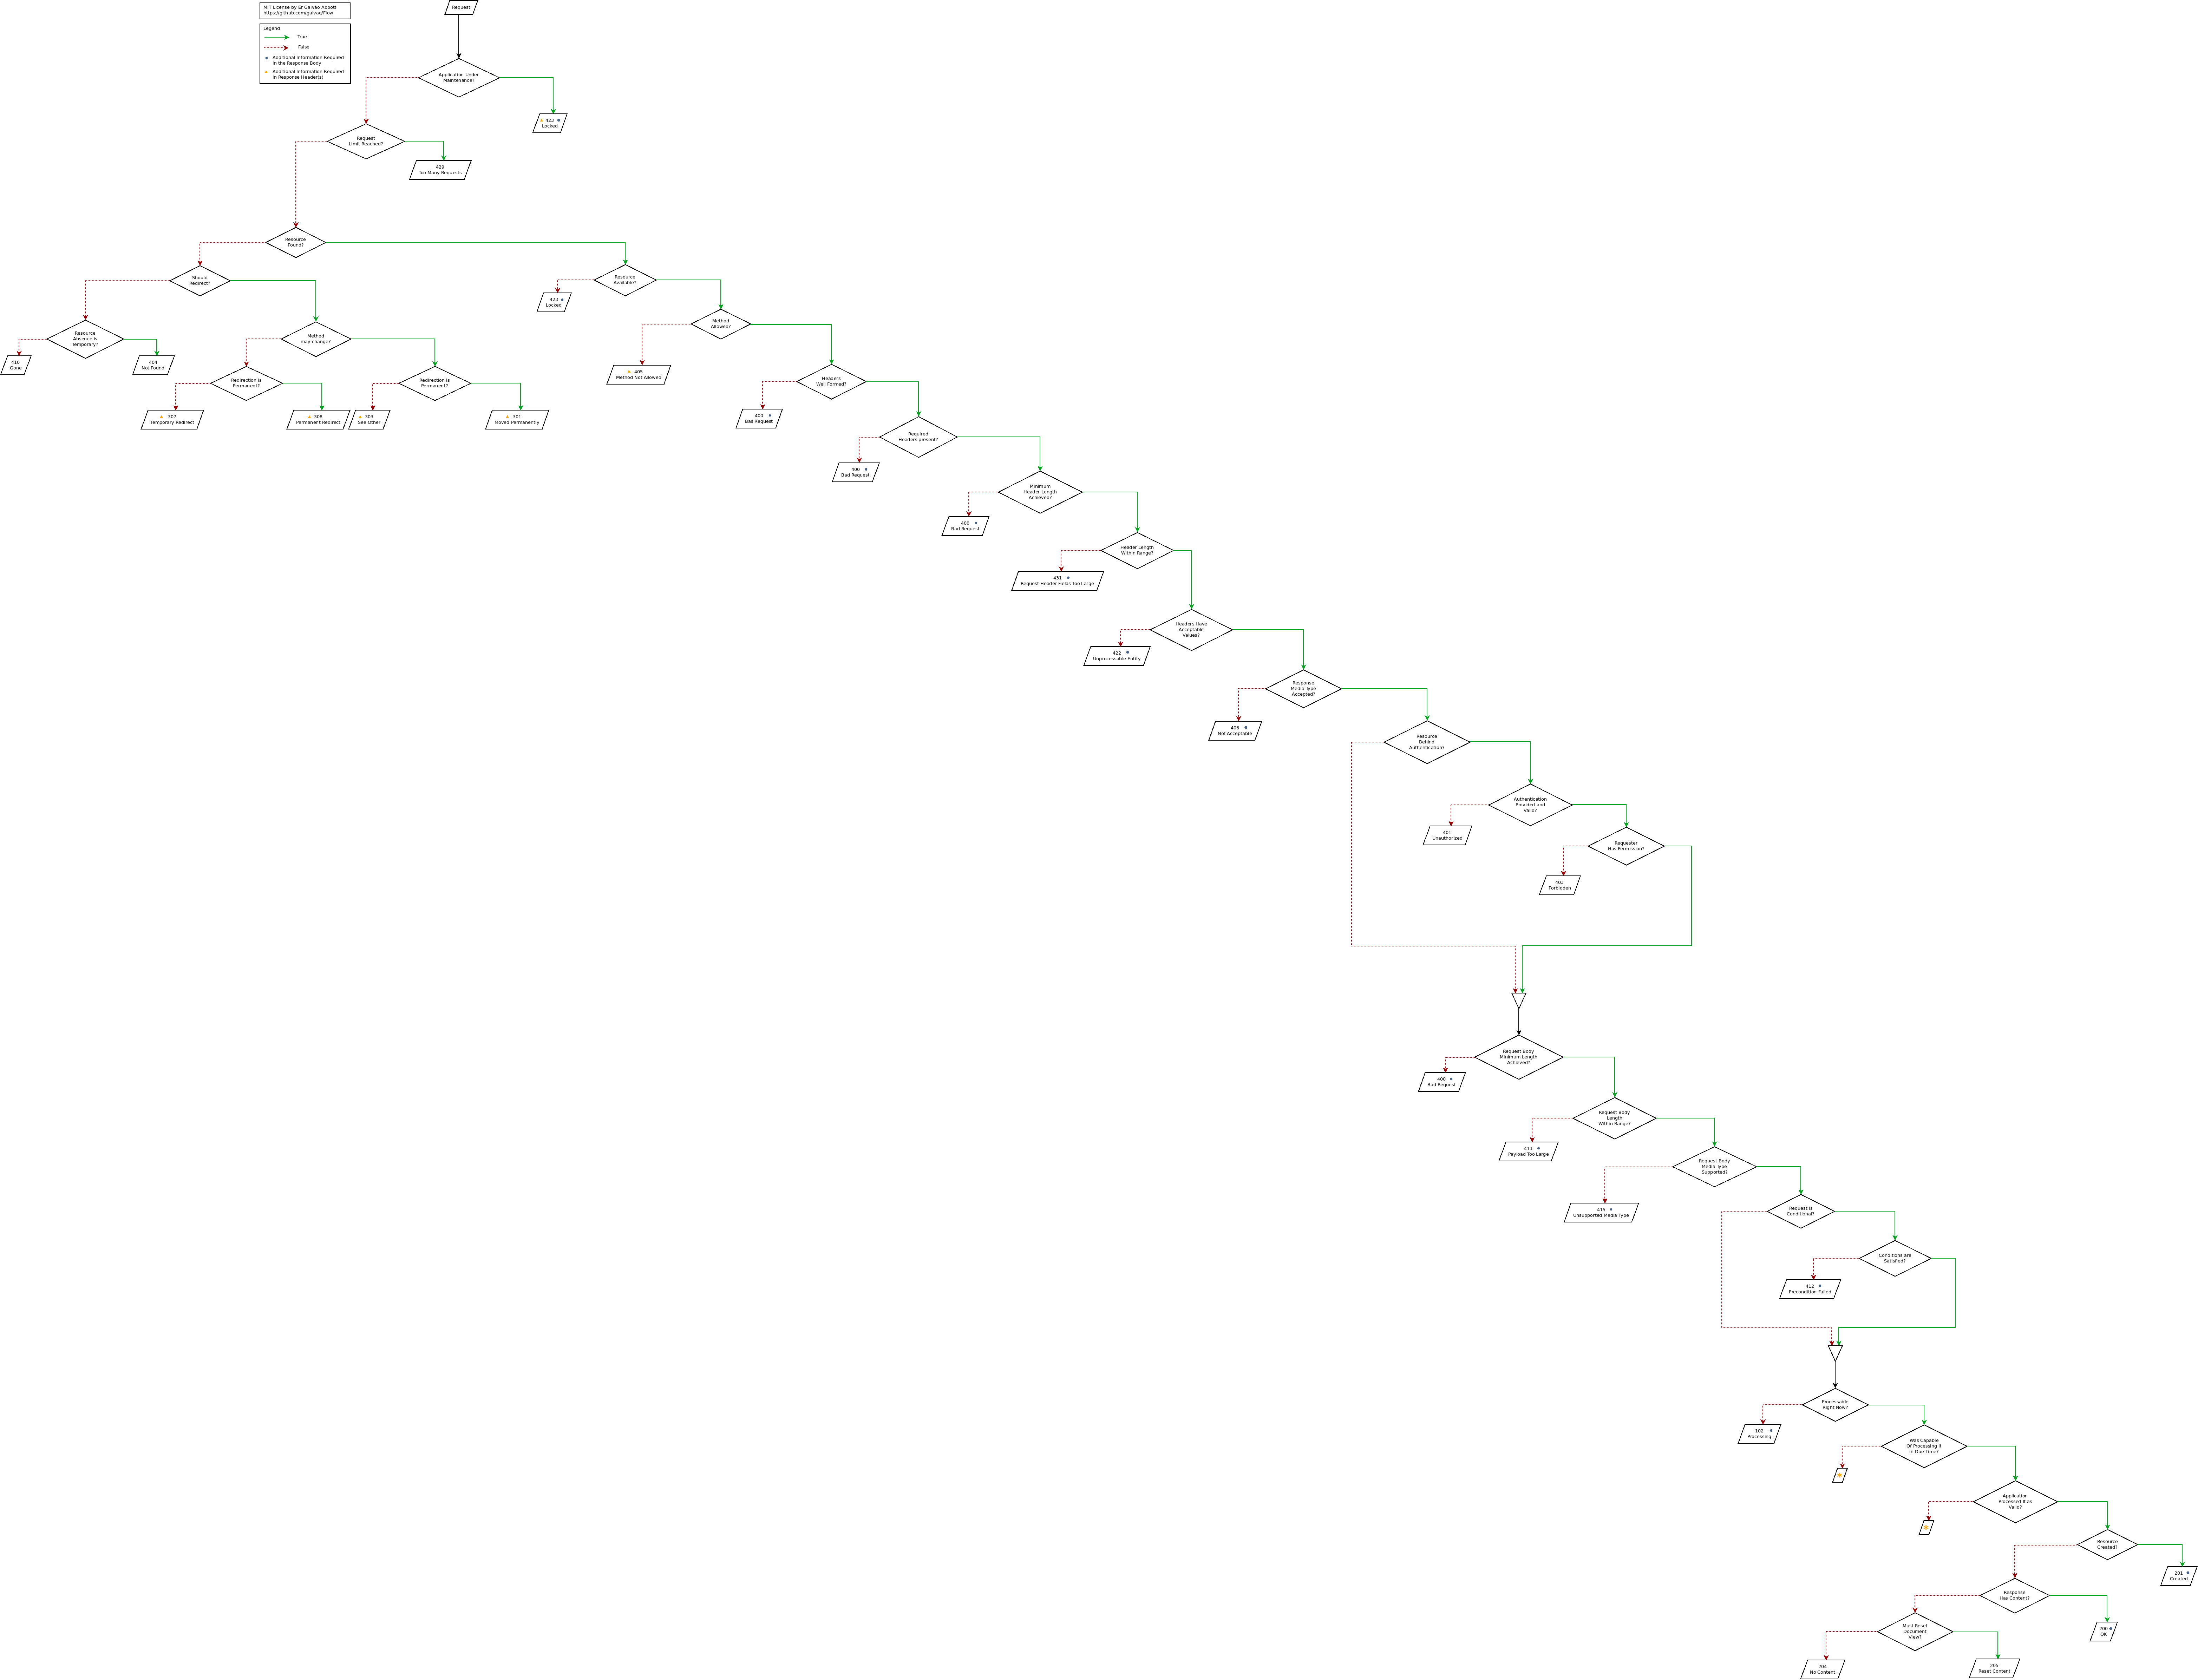 MIT License by Er Galvão Abbott
https://github.com/galvao/Flow
Legend
True
False
Additional Information Required
in the Response Body
Additional Information Required
in Response Header(s)
Request
Application Under
Maintenance?
423
Locked
Request
Limit Reached?
429
Too Many Requests
Resource
Found?
Should
Redirect?
Resource
Available?
423
Locked
Resource
Absence is
Temporary?
410
Gone
404
Not Found
Method
may change?
Redirection is
Permanent?
307
Temporary Redirect
308
Permanent Redirect
Redirection is
Permanent?
303
See Other
301
Moved Permanently
Method
Allowed?
405
Method Not Allowed
Headers
Well Formed?
400
Bas Request
Required
Headers present?
400
Bad Request
Minimum
Header Length
Achieved?
400
Bad Request
Header Length
Within Range?
431
Request Header Fields Too Large
Headers Have
Acceptable
Values?
422
Unprocessable Entity
Response
Media Type
Accepted?
406
Not Acceptable
Resource
Behind
Authentication?
Authentication
Provided and
Valid?
401
Unauthorized
Requester
Has Permission?
403
Forbidden
Request Body
Minimum Length
Achieved?
400
Bad Request
Request Body
Length
Within Range?
413
Payload Too Large
Request Body
Media Type
Supported?
415
Unsupported Media Type
Request Is
Conditional?
Conditions are
Satisfied?
412
Precondition Failed
Processable
Right Now?
102
Processing
Was Capable
Of Processing It
in Due Time?
Application
Processed It as
Valid?
Resource
Created?
201
Created
Response
Has Content?
200
OK
Must Reset
Document
View?
204
No Content
205
Reset Content